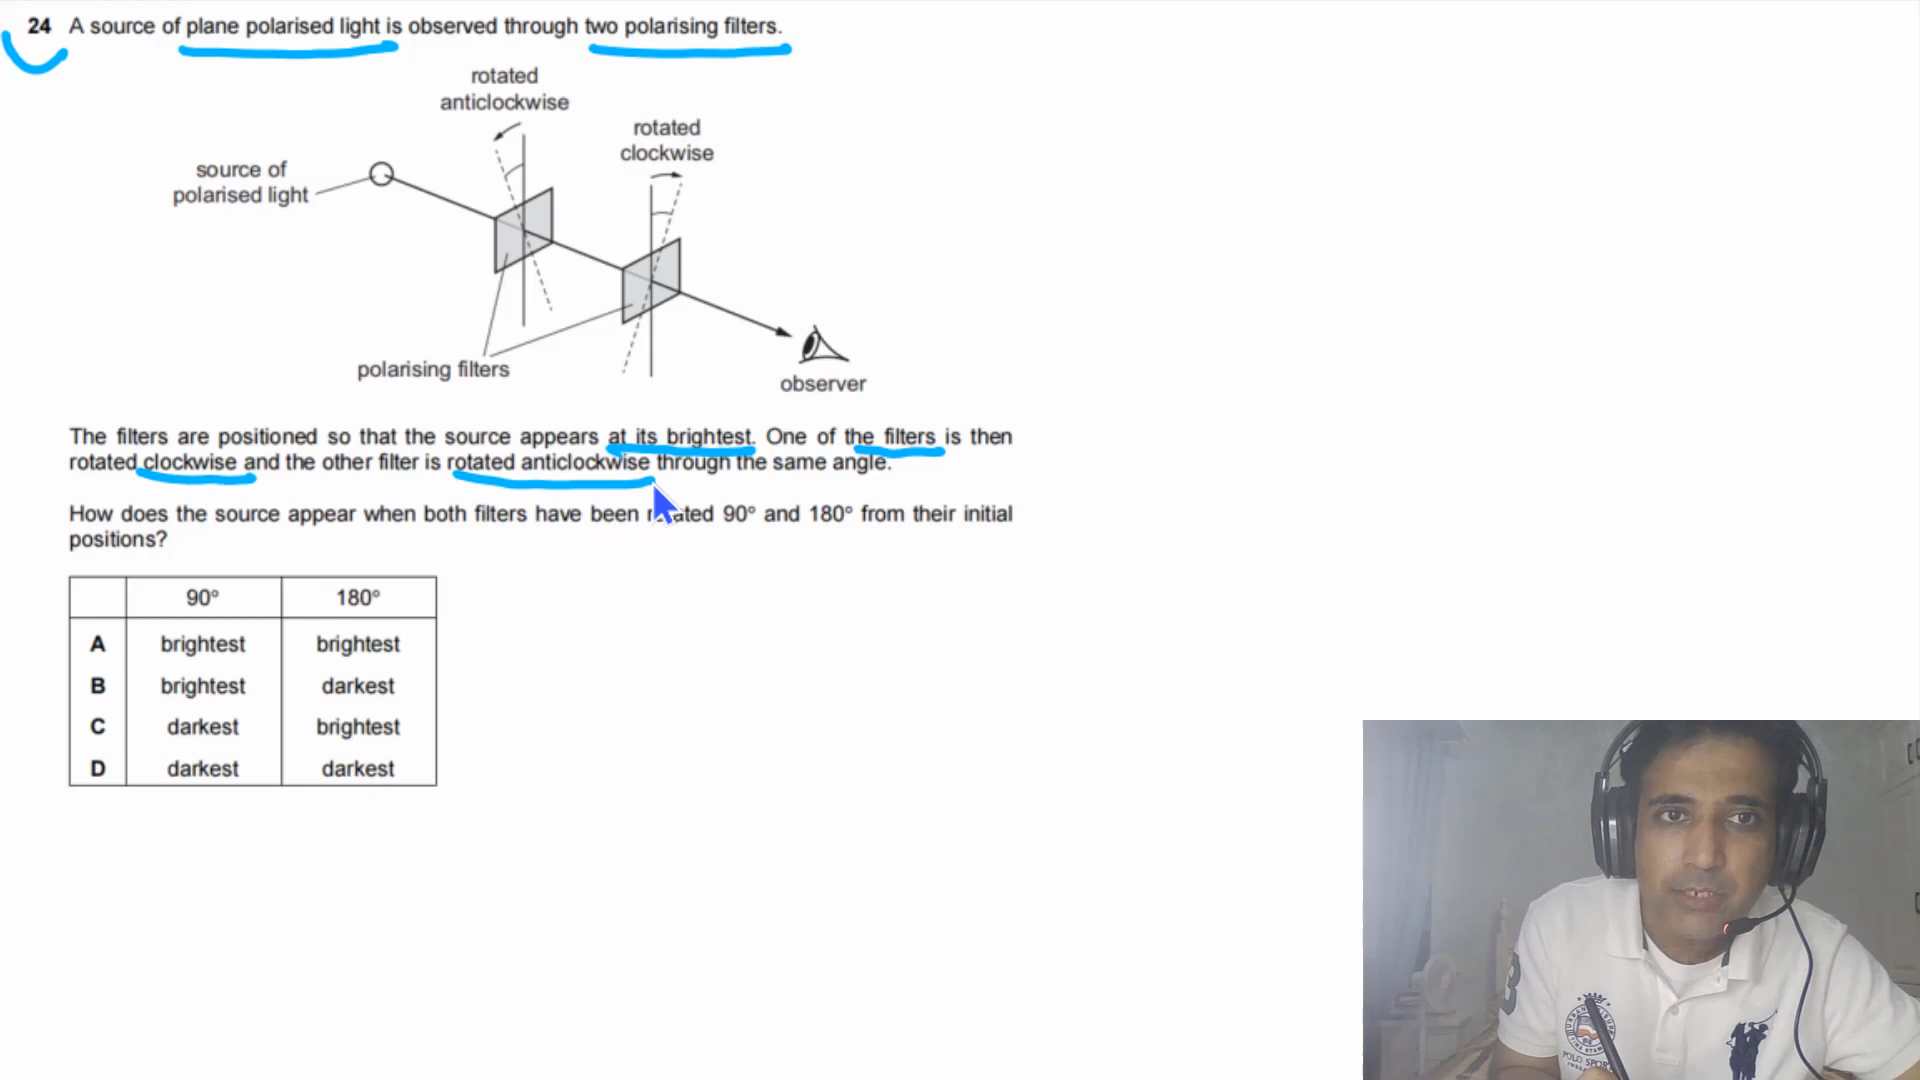 24 A source of plane polarised light is observed through two polarising filters.
rotated
anticlockwise
rotated
clockwise
source of
polarised light
polarising filters
observer
The filters are positioned so that the source appears at its brightest. One of the filters is then
rotated clockwise and the other filter is rotated anticlockwise through the same angle.
How does the source appear when both filters have been rotated 90° and 180° from their initial
positions?
90° 180°
A brightest brightest
B brightest darkest
C darkest brightest
D darkest darkest
3
POLO SPORT